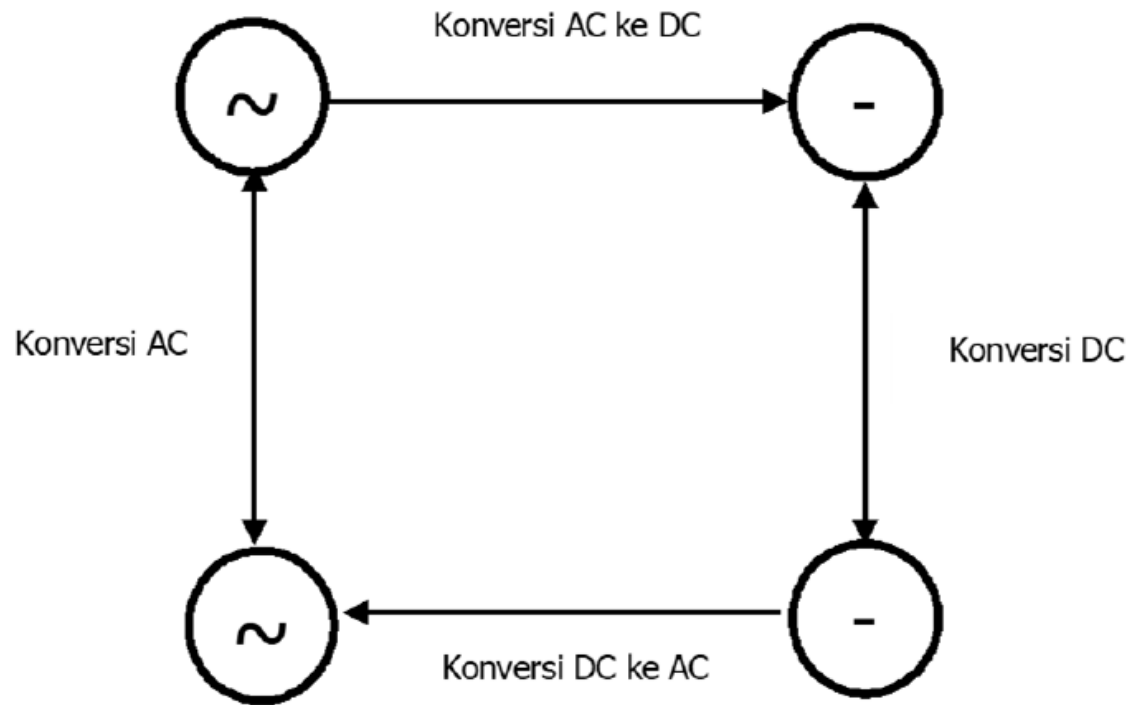 Konversi AC ke DC
~
-
Konversi AC
Konversi DC
~
-
Konversi DC ke AC